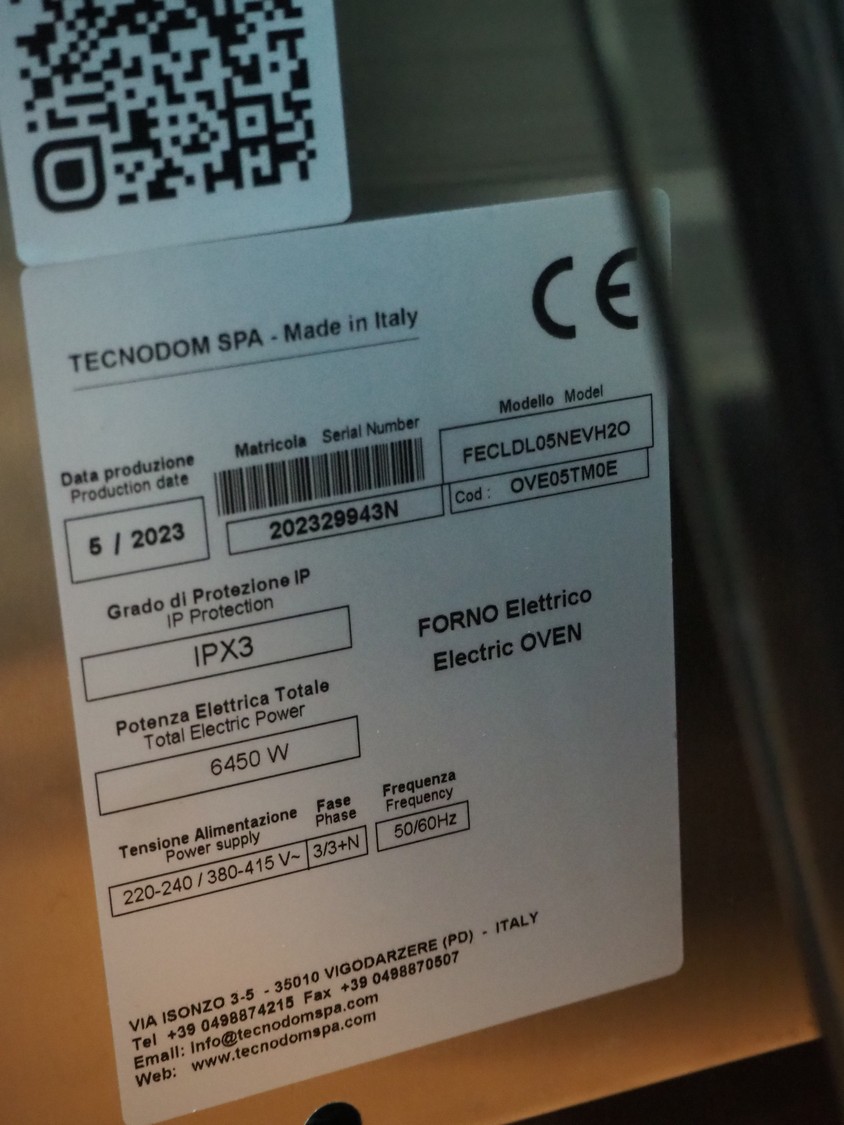 TECNODOM SPA - Made in Italy
CE
Data produzione
Production date
5 / 2023
Matricola Serial Number
202329943N
Modello Model
FECLDL05NEVH2O
Cod : OVE05TM0E
Grado di Protezione IP
IP Protection
IPX3
FORNO Elettrico
Electric OVEN
Potenza Elettrica Totale
Total Electric Power
6450 W
Tensione Alimentazione
Power supply
220-240 / 380-415 V~
Fase
Phase
3/3+N
Frequenza
Frequency
50/60Hz
VIA ISONZO 3-5 - 35010 VIGODARZERE (PD) - ITALY
Tel +39 0498874215 Fax +39 0498870507
Email: Info@tecnodomspa.com
Web: www.tecnodomspa.com